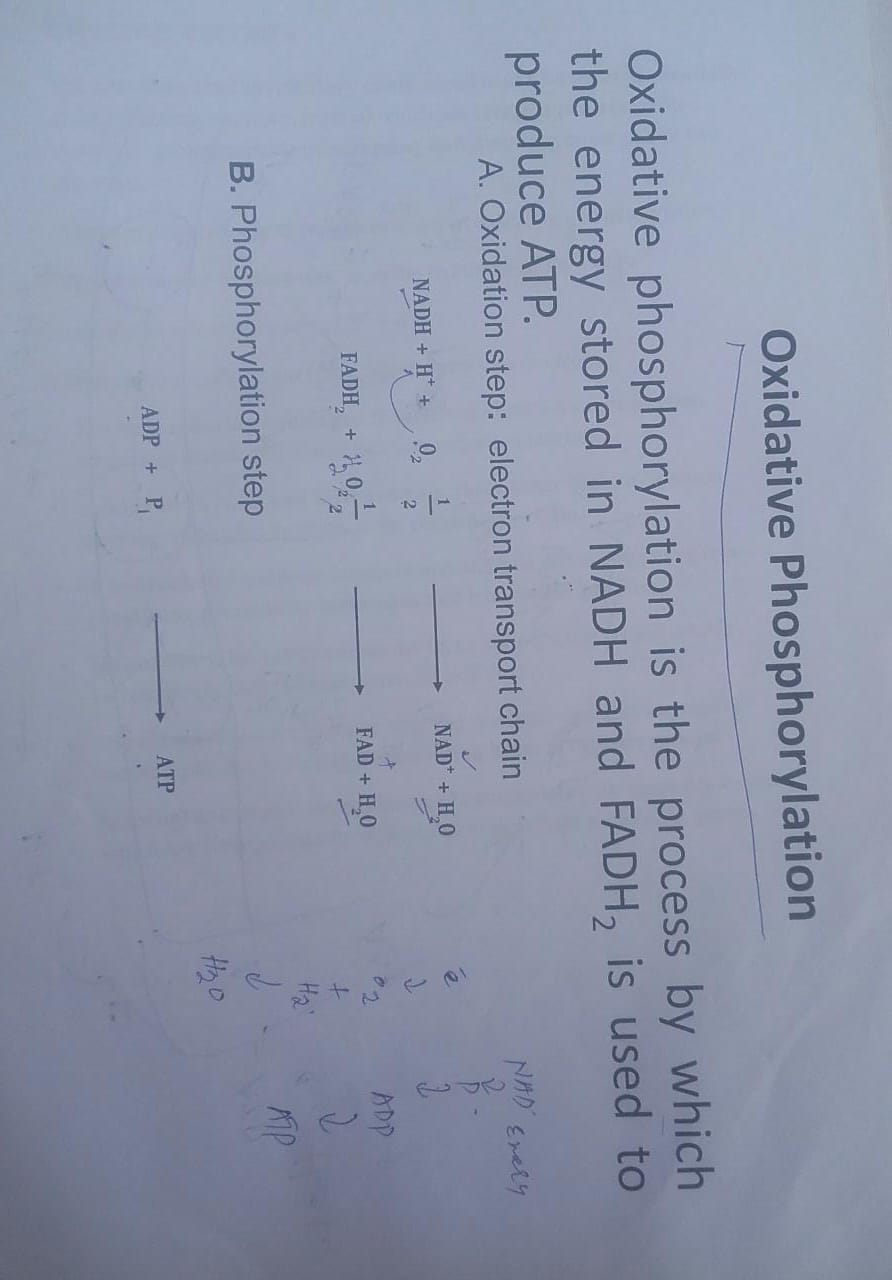 Oxidative Phosphorylation
Oxidative phosphorylation is the process by which
the energy stored in NADH and FADH₂ is used to
produce ATP.
A. Oxidation step: electron transport chain
NADH + H⁺ + O₂ 1/2 → NAD⁺ + H₂O
FADH₂ + O₂ 1/2 → FAD + H₂O
B. Phosphorylation step
ADP + Pᵢ → ATP
e
↓
O₂
+
H₂
↓
H₂O
NAD
ADP
↓
ATP